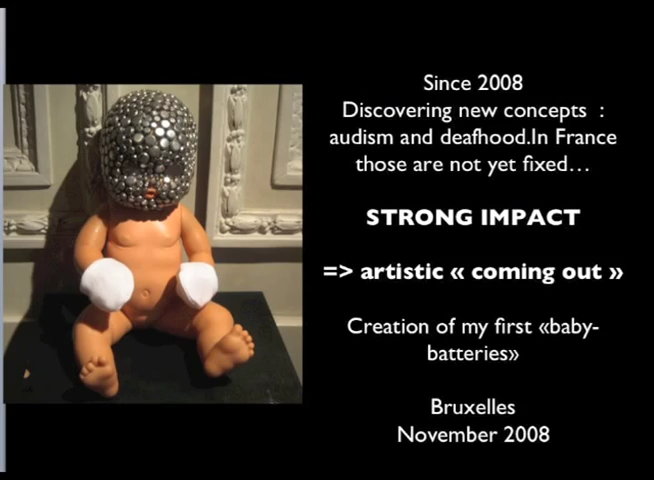 Since 2008
Discovering new concepts :
audism and deafhood.In France
those are not yet fixed…
STRONG IMPACT
=> artistic « coming out »
Creation of my first «baby-
batteries»
Bruxelles
November 2008